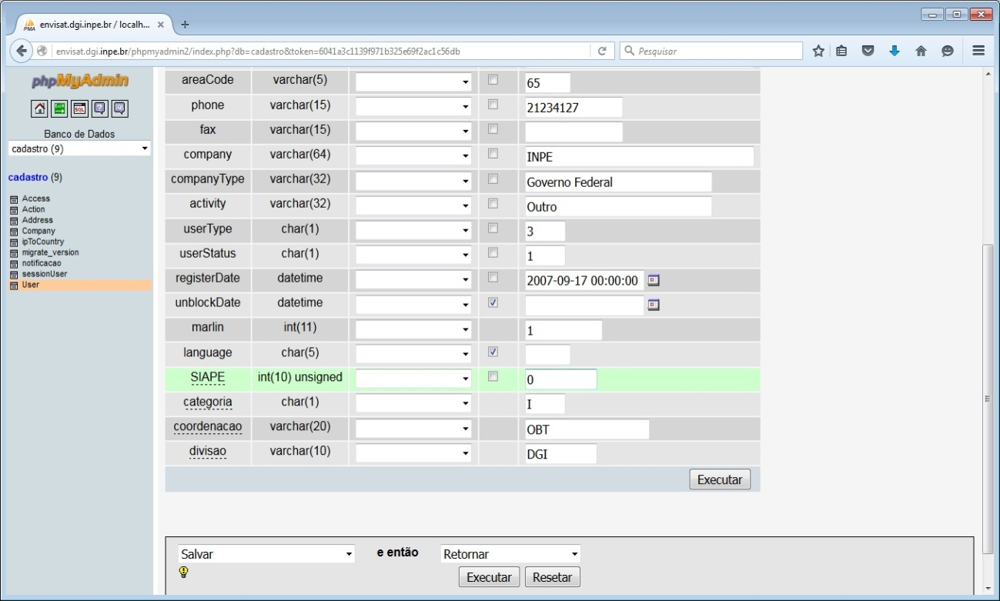 envisat.dgi.inpe.br / localh...
envisat.dgi.inpe.br/phpmyadmin2/index.php?db=cadastro&token=6041a3c1139f971b325e69f2ac1c56db
Pesquisar
phpMyAdmin
Banco de Dados
cadastro (9)
cadastro (9)
Access
Action
Address
Company
ipToCountry
migrate_version
notificacao
sessionUser
User
areaCode varchar(5) 65
phone varchar(15) 21234127
fax varchar(15)
company varchar(64) INPE
companyType varchar(32) Governo Federal
activity varchar(32) Outro
userType char(1) 3
userStatus char(1) 1
registerDate datetime 2007-09-17 00:00:00
unblockDate datetime
marlin int(11) 1
language char(5)
SIAPE int(10) unsigned 0
categoria char(1) I
coordenacao varchar(20) OBT
divisao varchar(10) DGI
Executar
Salvar e então Retornar
Executar Resetar